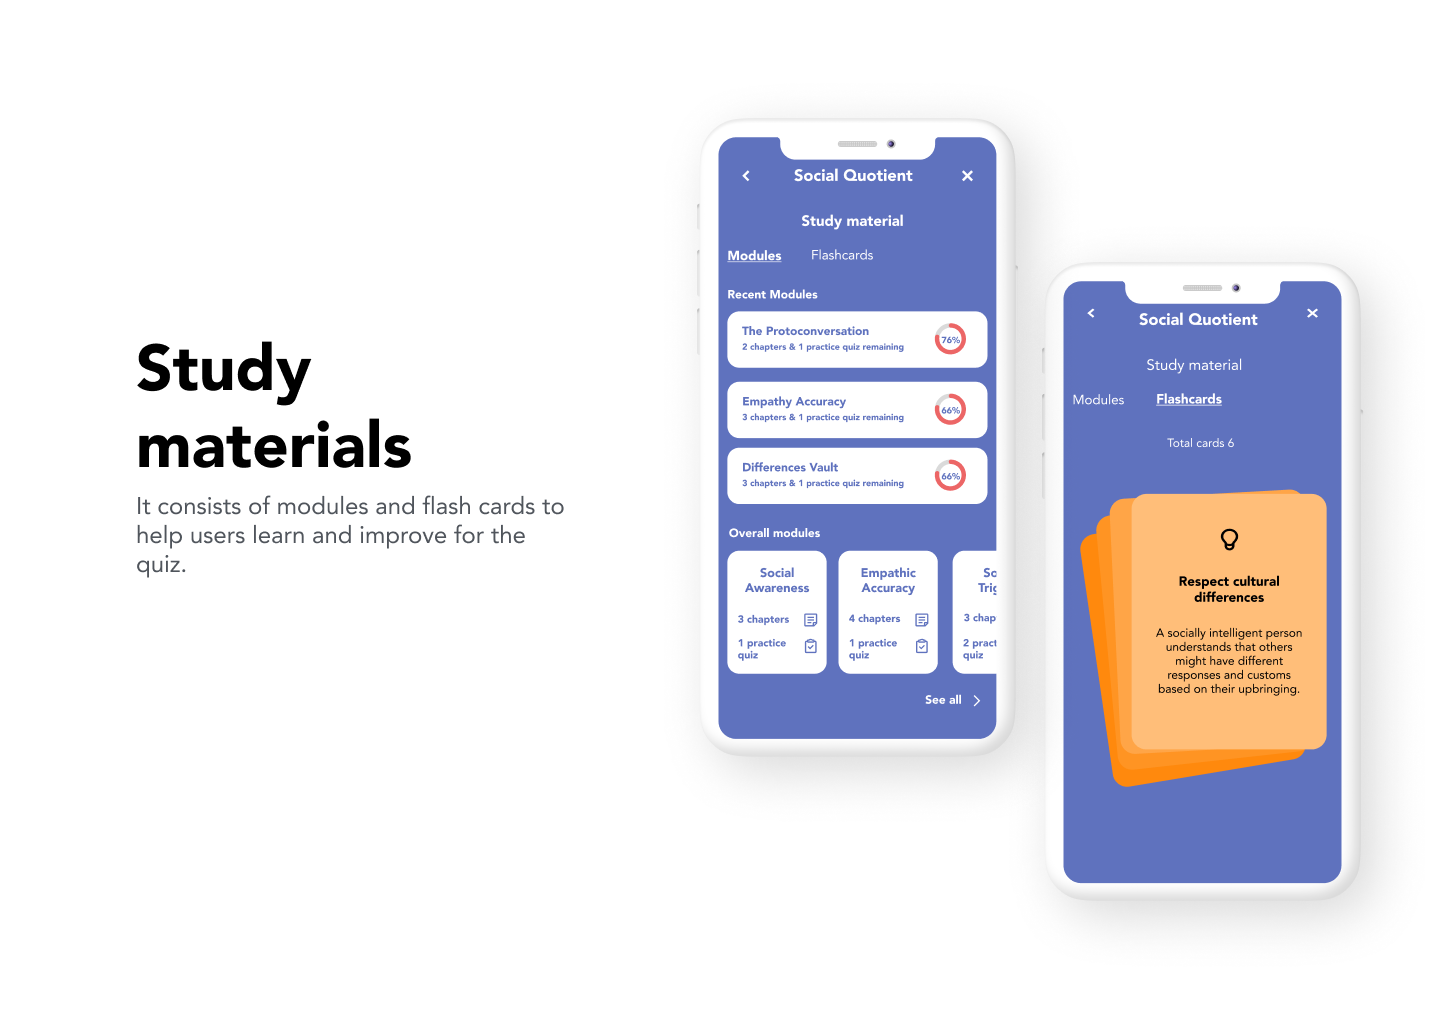 Study
materials
It consists of modules and flash cards to
help users learn and improve for the
quiz.
Social Quotient
Study material
Modules Flashcards
Recent Modules
The Protoconversation
2 chapters & 1 practice quiz remaining
76%
Empathy Accuracy
3 chapters & 1 practice quiz remaining
66%
Differences Vault
3 chapters & 1 practice quiz remaining
66%
Overall modules
Social
Awareness
3 chapters
1 practice
quiz
Empathic
Accuracy
4 chapters
1 practice
quiz
So
Trig
3 chap
2 pract
quiz
See all
Social Quotient
Study material
Modules Flashcards
Total cards 6
Respect cultural
differences
A socially intelligent person
understands that others
might have different
responses and customs
based on their upbringing.